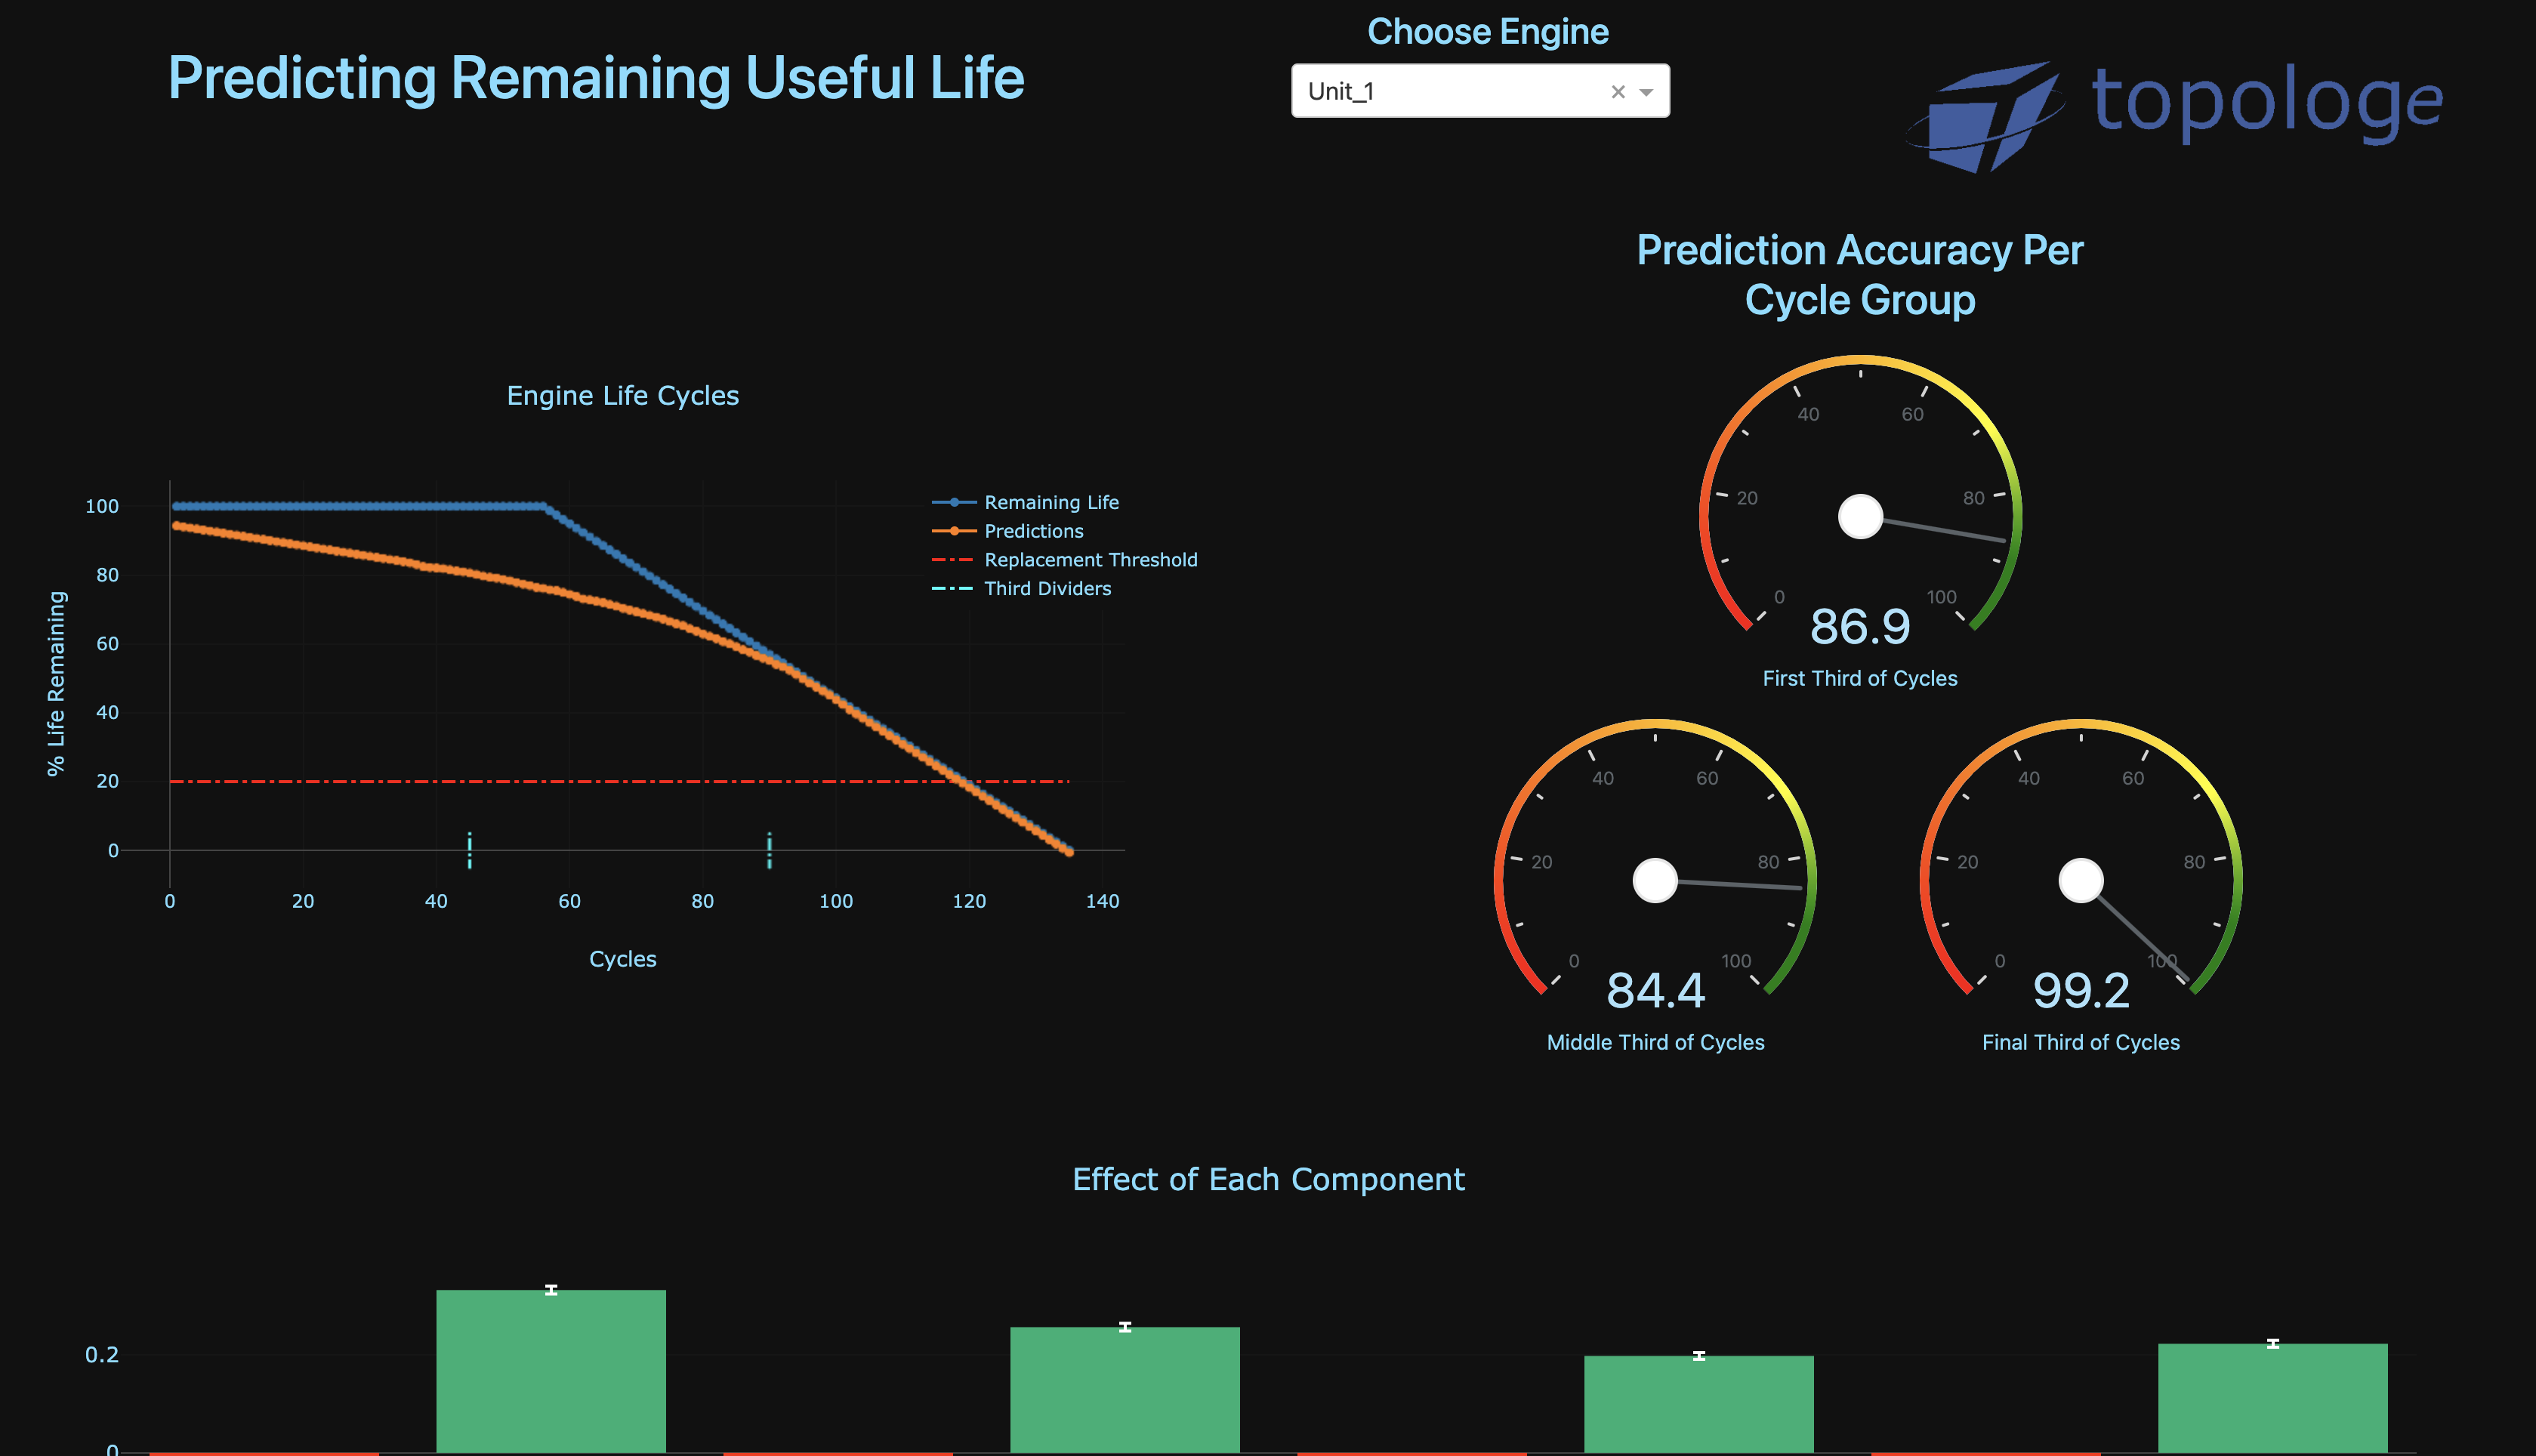 Predicting Remaining Useful Life
Choose Engine
Unit_1
topologe
Prediction Accuracy Per
Cycle Group
Engine Life Cycles
% Life Remaining
100
80
60
40
20
0
0 20 40 60 80 100 120 140
Cycles
Remaining Life
Predictions
Replacement Threshold
Third Dividers
0 20 40 60 80 100
86.9
First Third of Cycles
0 20 40 60 80 100
84.4
Middle Third of Cycles
0 20 40 60 80 100
99.2
Final Third of Cycles
Effect of Each Component
0.2
0